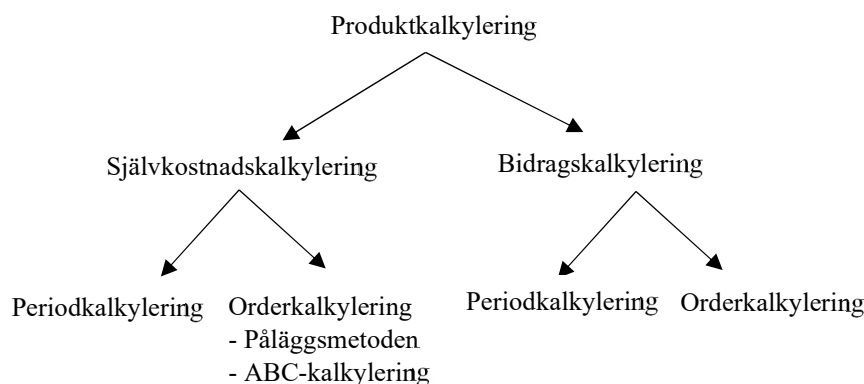 Produktkalkylering
Självkostnadskalkylering
Bidragskalkylering
Periodkalkylering
Orderkalkylering
- Påläggsmetoden
- ABC-kalkylering
Periodkalkylering
Orderkalkylering